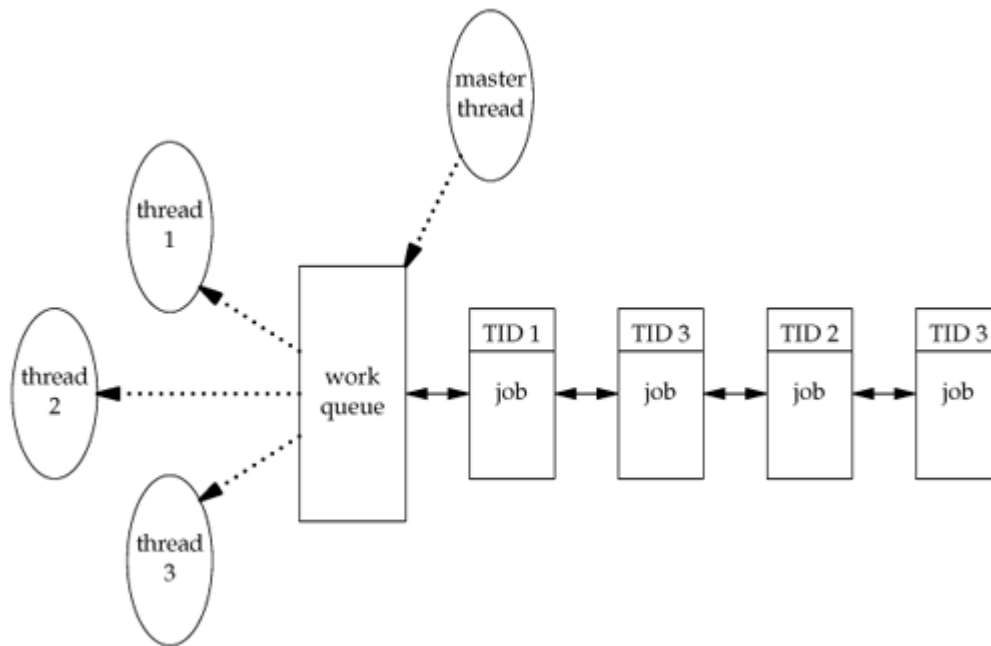 master
thread
thread
1
thread
2
thread
3
work
queue
TID 1
job
TID 3
job
TID 2
job
TID 3
job